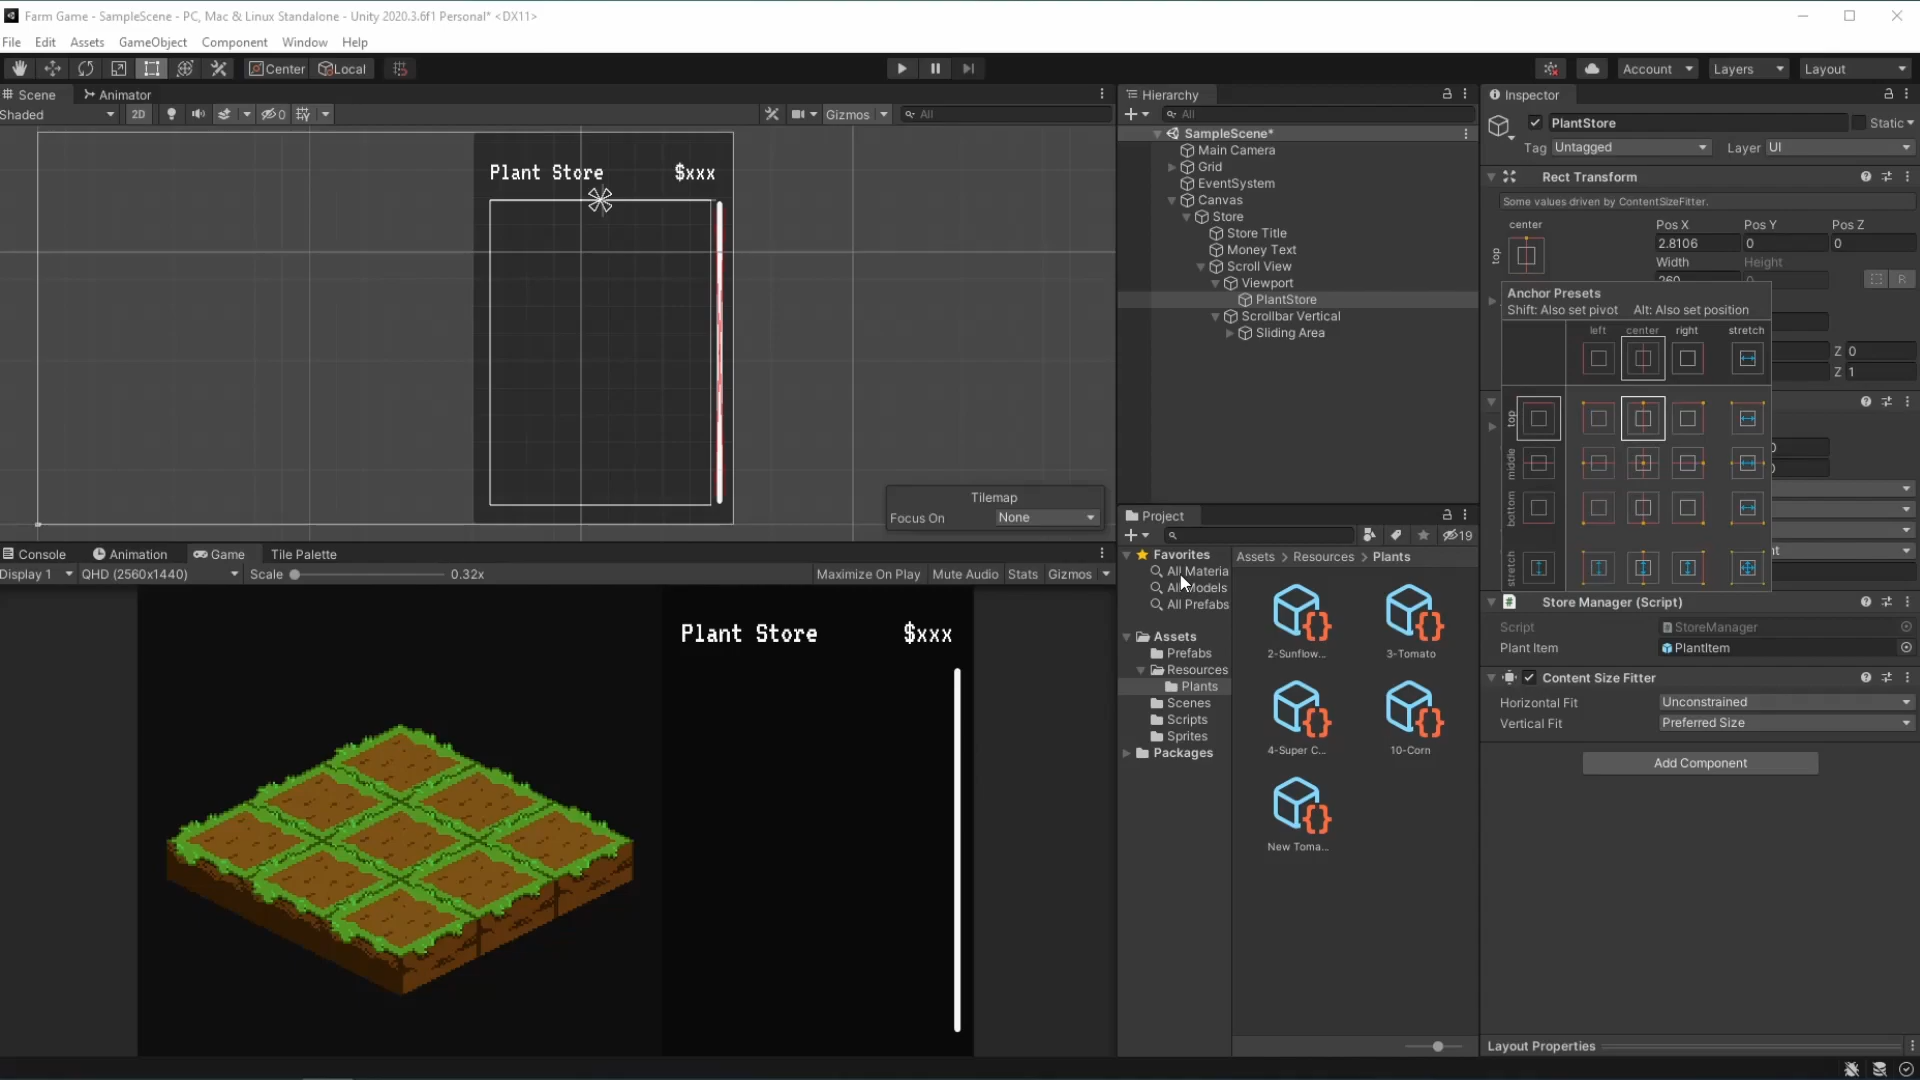 Farm Game - SampleScene - PC, Mac & Linux Standalone - Unity 2020.3.6f1 Personal* <DX11>
File Edit Assets GameObject Component Window Help
Center Local Account Layers Layout
Scene Animator
Shaded 2D 0 Gizmos All
Plant Store $xxx
Tilemap
Focus On None
Hierarchy
All
SampleScene*
Main Camera
Grid
EventSystem
Canvas
Store
Store Title
Money Text
Scroll View
Viewport
PlantStore
Scrollbar Vertical
Sliding Area
Console Animation Game Tile Palette
Display 1 QHD (2560x1440) Scale 0.32x Maximize On Play Mute Audio Stats Gizmos
Plant Store $xxx
Project
19
Favorites
All Materia
All Models
All Prefabs
Assets
Prefabs
Resources
Plants
Scenes
Scripts
Sprites
Packages
Assets > Resources > Plants
2-Sunflow... 3-Tomato
4-Super C... 10-Corn
New Toma...
Inspector
PlantStore Static
Tag Untagged Layer UI
Rect Transform
Some values driven by ContentSizeFitter.
center Pos X Pos Y Pos Z
top 2.8106 0 0
Width Height
R
Anchor Presets
Shift: Also set pivot Alt: Also set position
left center right stretch
top
middle
bottom
stretch
Z 0
Z 1
Store Manager (Script)
Script StoreManager
Plant Item PlantItem
Content Size Fitter
Horizontal Fit Unconstrained
Vertical Fit Preferred Size
Add Component
Layout Properties